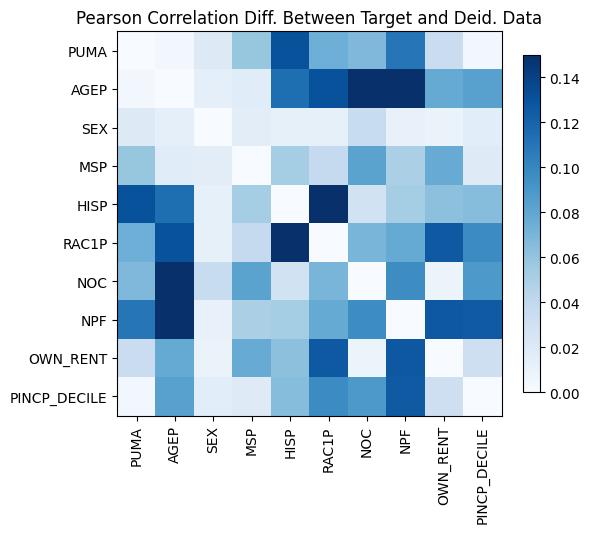 Pearson Correlation Diff. Between Target and Deid. Data
PUMA
AGEP
SEX
MSP
HISP
RAC1P
NOC
NPF
OWN_RENT
PINCP_DECILE
PUMA
AGEP
SEX
MSP
HISP
RAC1P
NOC
NPF
OWN_RENT
PINCP_DECILE
0.14
0.12
0.10
0.08
0.06
0.04
0.02
0.00